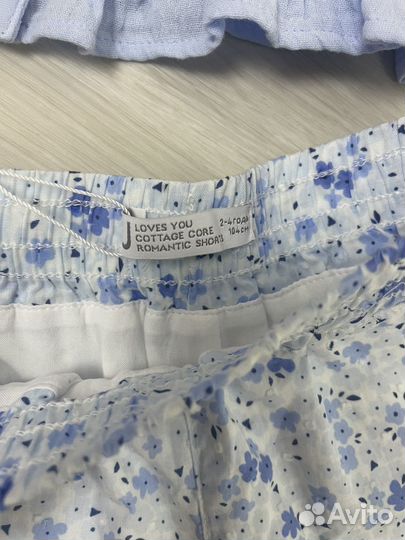 J LOVES YOU 2-4 ГОДА
COTTAGE CORE 104 СМ
ROMANTIC SHORTS
Avito